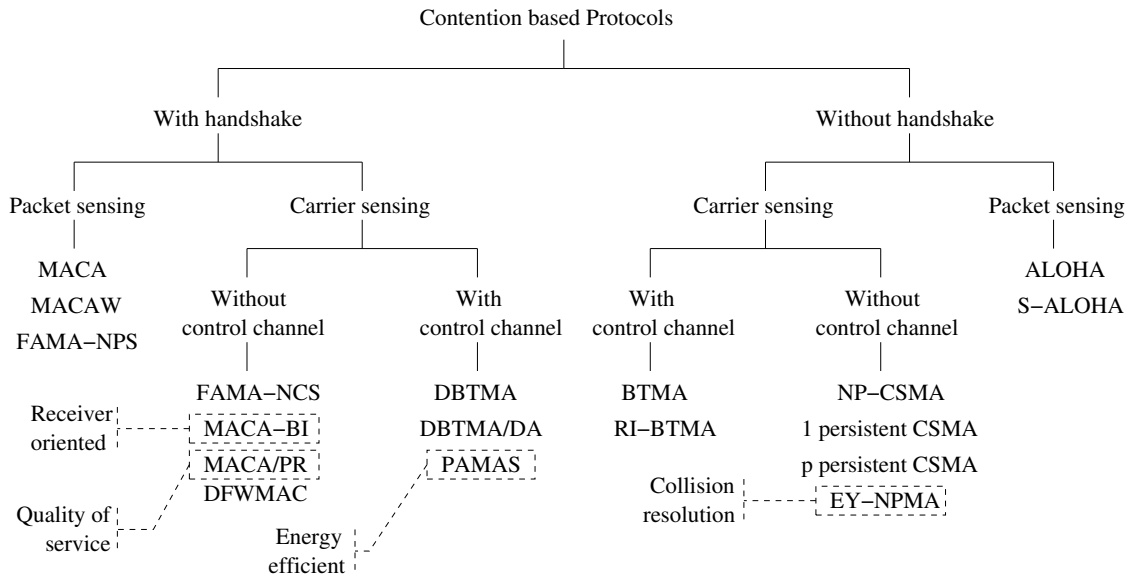 Contention based Protocols
With handshake
Without handshake
Packet sensing
Carrier sensing
Carrier sensing
Packet sensing
MACA
MACAW
FAMA−NPS
Without
control channel
With
control channel
With
control channel
Without
control channel
ALOHA
S−ALOHA
FAMA−NCS
MACA−BI
MACA/PR
DFWMAC
DBTMA
DBTMA/DA
PAMAS
BTMA
RI−BTMA
NP−CSMA
1 persistent CSMA
p persistent CSMA
EY−NPMA
Receiver
oriented
Quality of
service
Energy
efficient
Collision
resolution